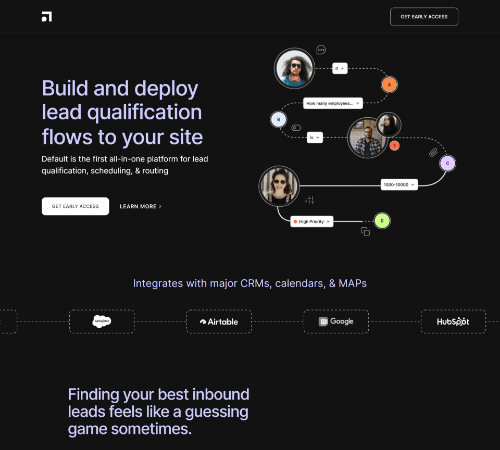 GET EARLY ACCESS
Build and deploy
lead qualification
flows to your site
Default is the first all-in-one platform for lead
qualification, scheduling, & routing
GET EARLY ACCESS
LEARN MORE >
A
How many employees...
B
is
?
C
1000-10000
High Priority
Integrates with major CRMs, calendars, & MAPs
salesforce
Airtable
Google
HubSpot
Finding your best inbound
leads feels like a guessing
game sometimes.